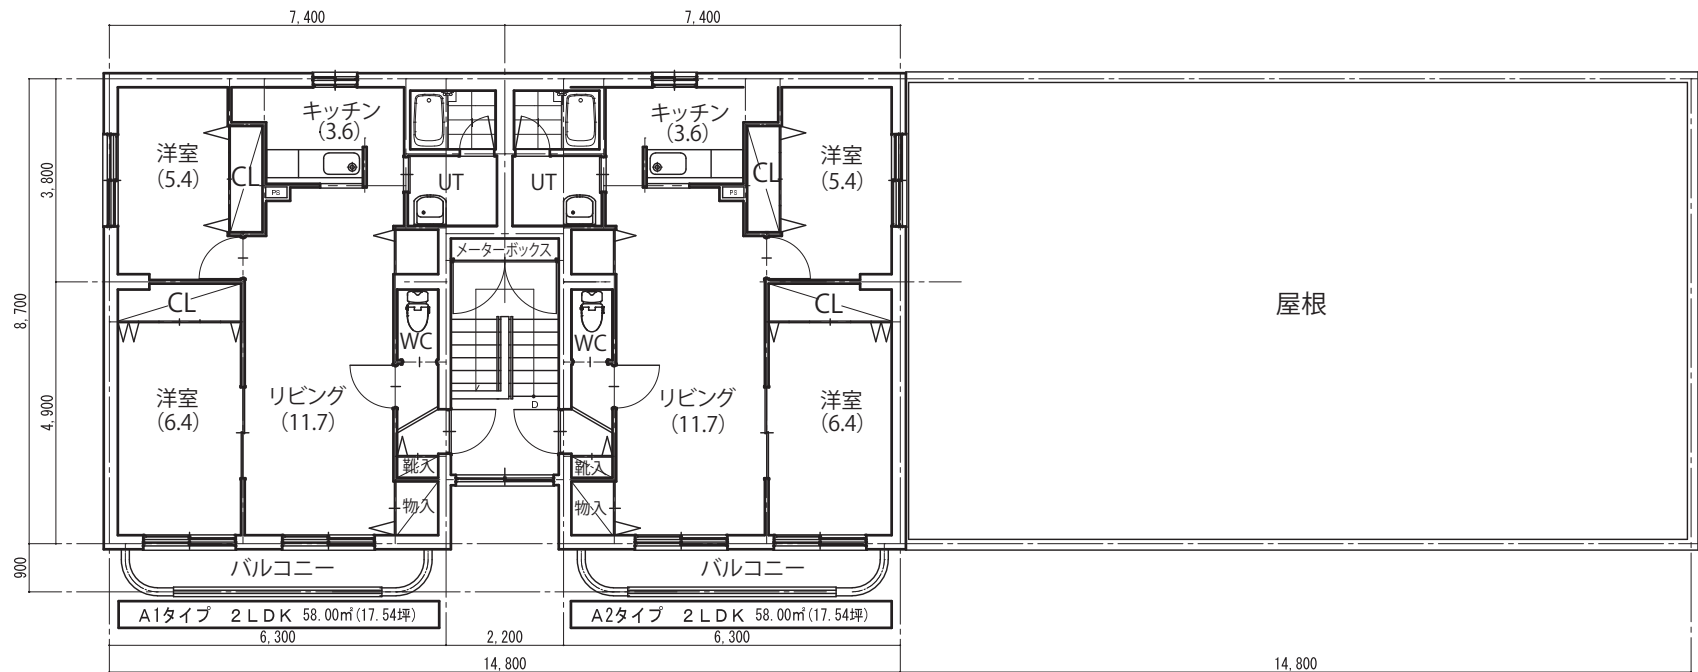 7,400
7,400
キッチン
(3.6)
キッチン
(3.6)
洋室
(5.4)
CL
UT
UT
CL
洋室
(5.4)
3,800
PS
PS
メーターボックス
8,700
CL
CL
屋根
WC
WC
4,900
洋室
(6.4)
リビング
(11.7)
D
リビング
(11.7)
洋室
(6.4)
靴入
靴入
物入
物入
900
バルコニー
バルコニー
A1タイプ 2LDK 58.00㎡(17.54坪)
A2タイプ 2LDK 58.00㎡(17.54坪)
6,300
2,200
6,300
14,800
14,800